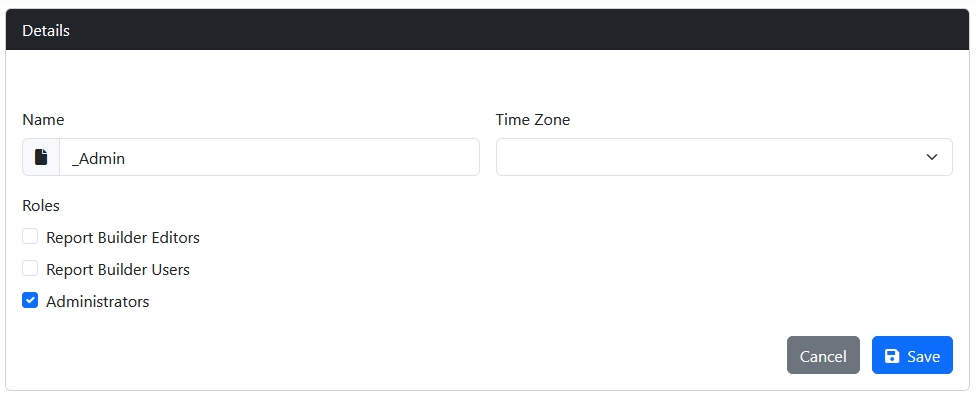 Details
Name
Time Zone
_Admin
Roles
Report Builder Editors
Report Builder Users
Administrators
Cancel
Save